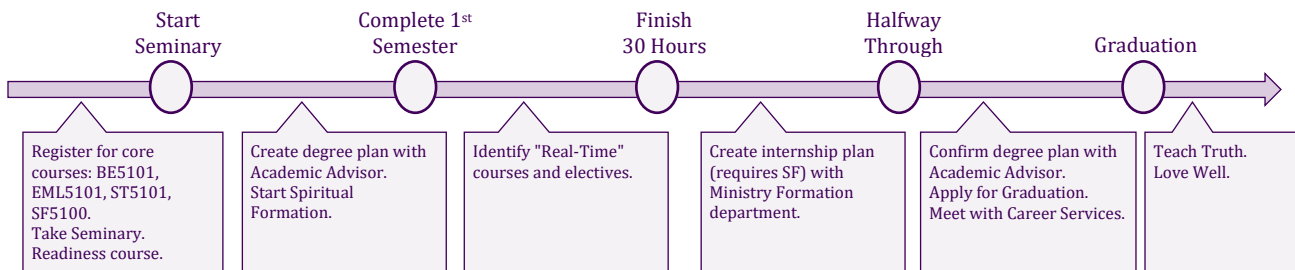 Start
Seminary
Complete 1st
Semester
Finish
30 Hours
Halfway
Through
Graduation
Register for core
courses: BE5101,
EML5101, ST5101,
SF5100.
Take Seminary.
Readiness course.
Create degree plan with
Academic Advisor.
Start Spiritual
Formation.
Identify "Real-Time"
courses and electives.
Create internship plan
(requires SF) with
Ministry Formation
department.
Confirm degree plan with
Academic Advisor.
Apply for Graduation.
Meet with Career Services.
Teach Truth.
Love Well.